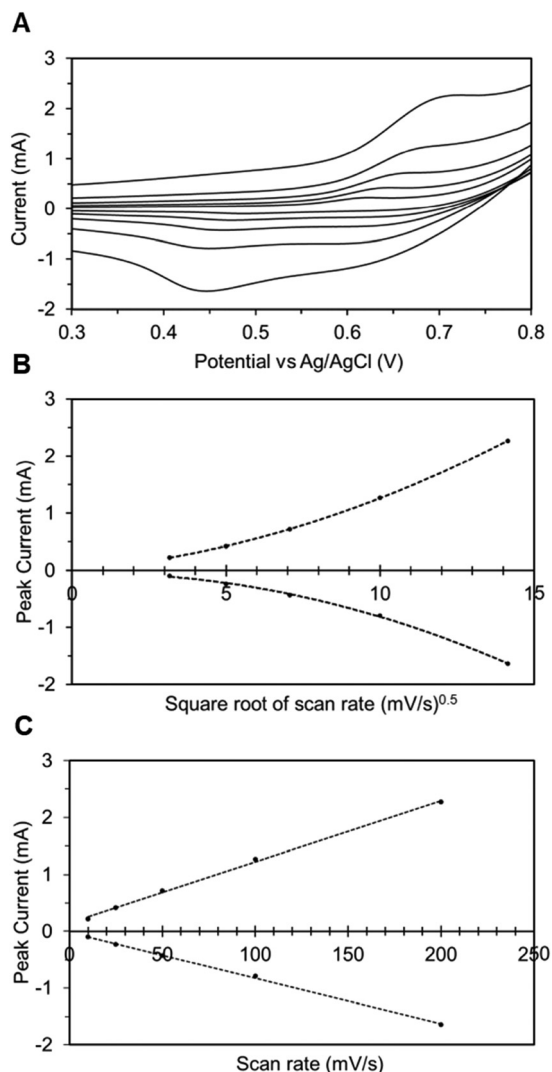 A
3
2
1
0
-1
-2
Current (mA)
0.3 0.4 0.5 0.6 0.7 0.8
Potential vs Ag/AgCl (V)
B
3
2
1
0
-1
-2
Peak Current (mA)
0 5 10 15
Square root of scan rate (mV/s)0.5
C
3
2
1
0
-1
-2
Peak Current (mA)
0 50 100 150 200 250
Scan rate (mV/s)